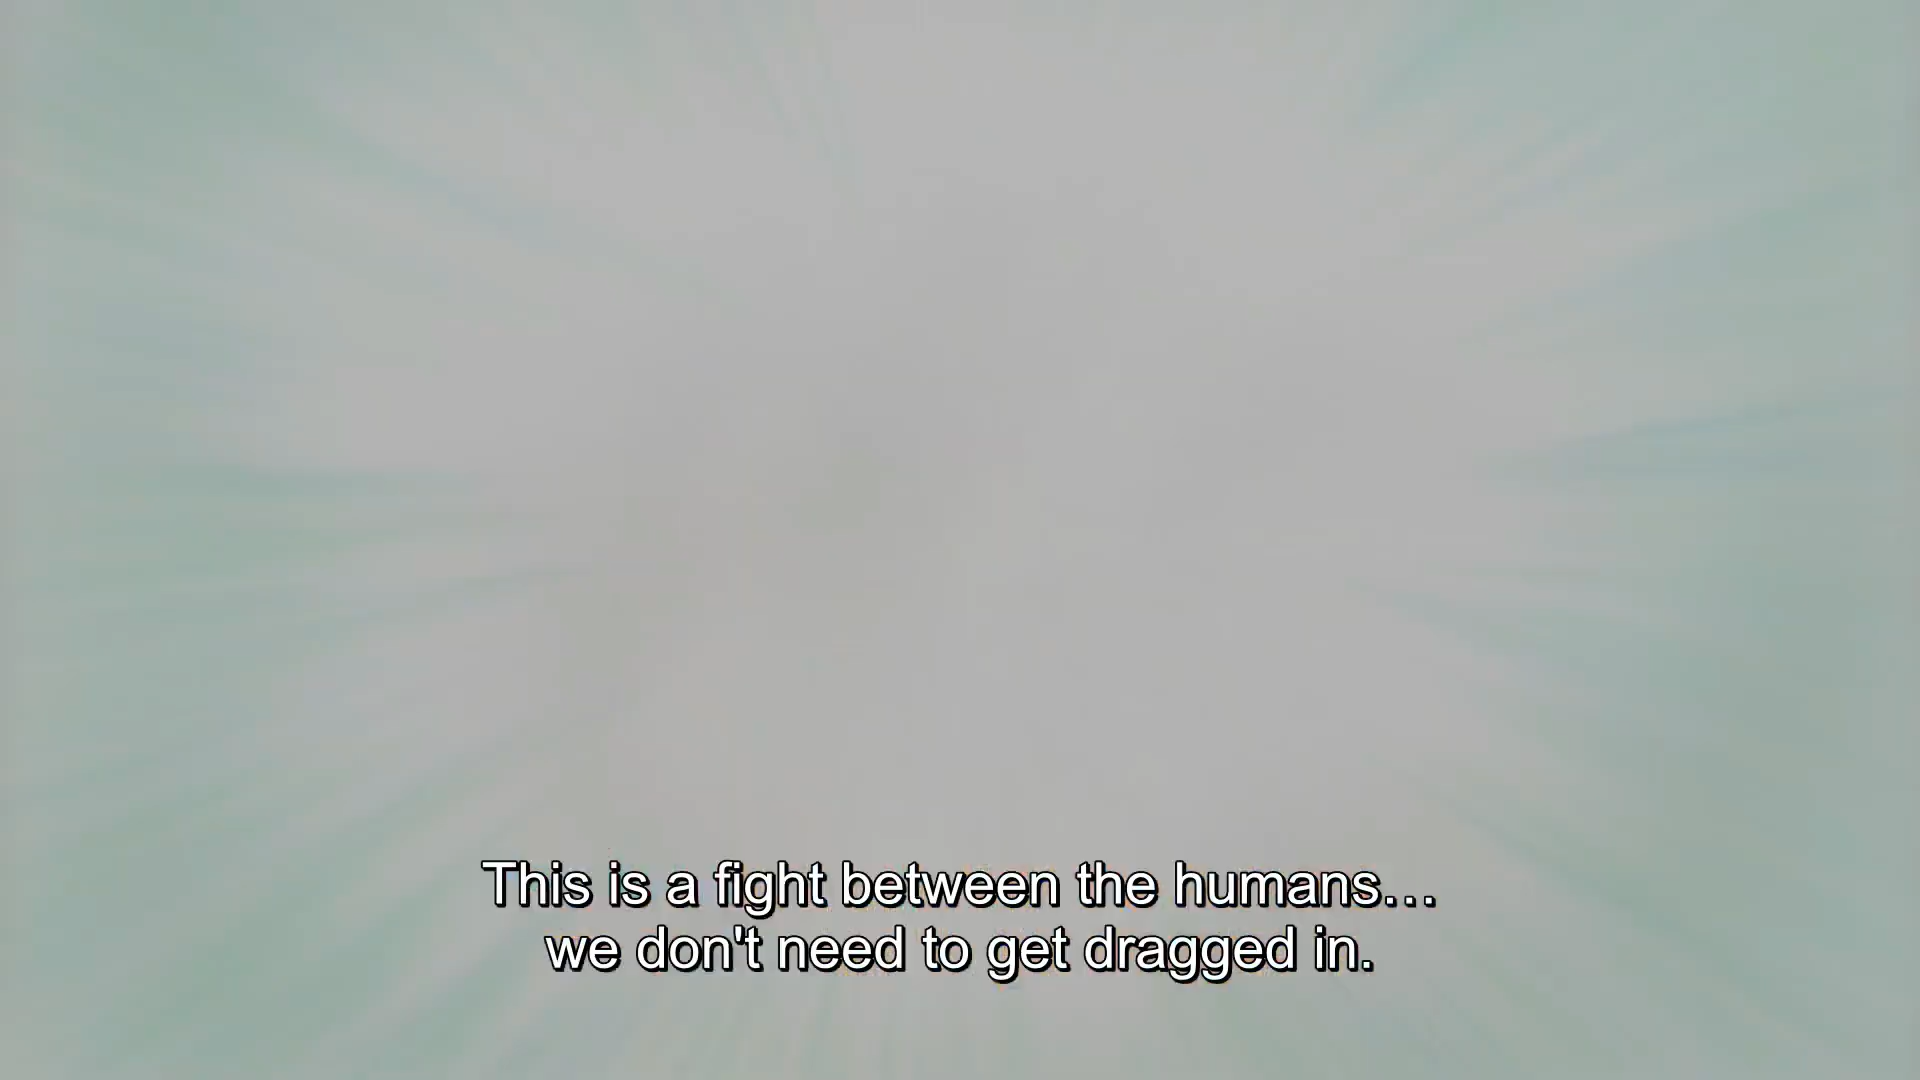 This is a fight between the humans…
we don't need to get dragged in.